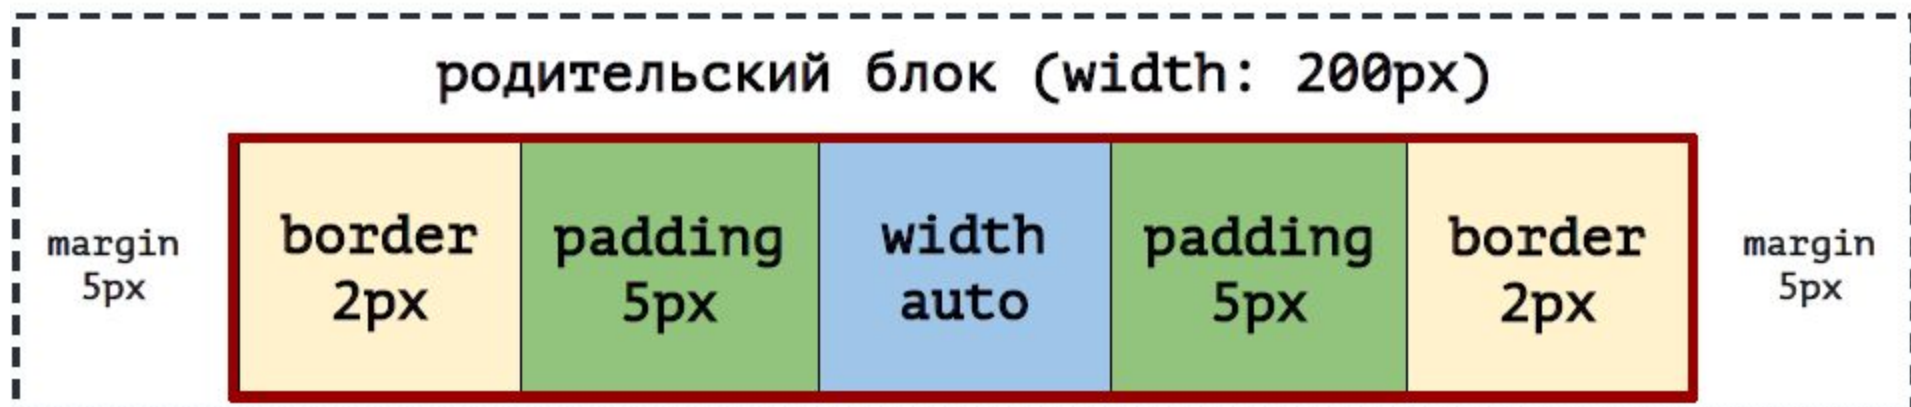 родительский блок (width: 200px)
margin
5px
border
2px
padding
5px
width
auto
padding
5px
border
2px
margin
5px